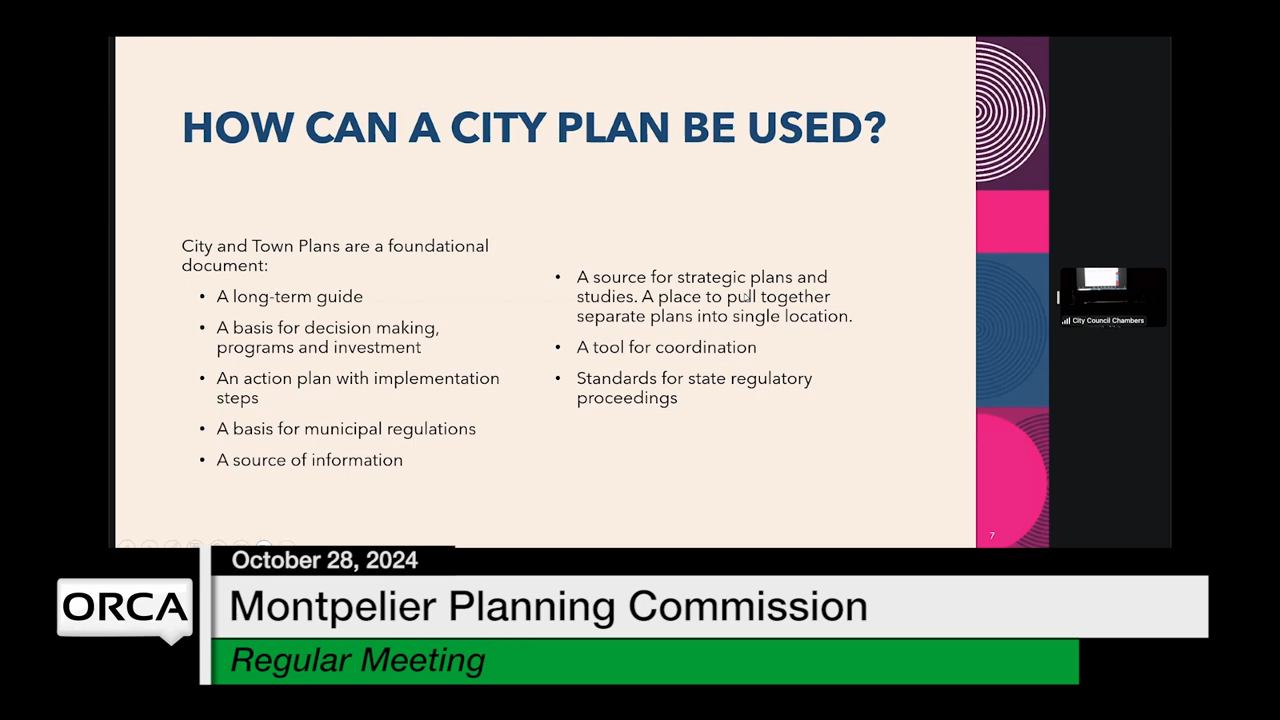 HOW CAN A CITY PLAN BE USED?
City and Town Plans are a foundational
document:
• A long-term guide
• A basis for decision making,
programs and investment
• An action plan with implementation
steps
• A basis for municipal regulations
• A source of information
• A source for strategic plans and
studies. A place to pull together
separate plans into single location.
• A tool for coordination
• Standards for state regulatory
proceedings
7
City Council Chambers
October 28, 2024
ORCA
Montpelier Planning Commission
Regular Meeting